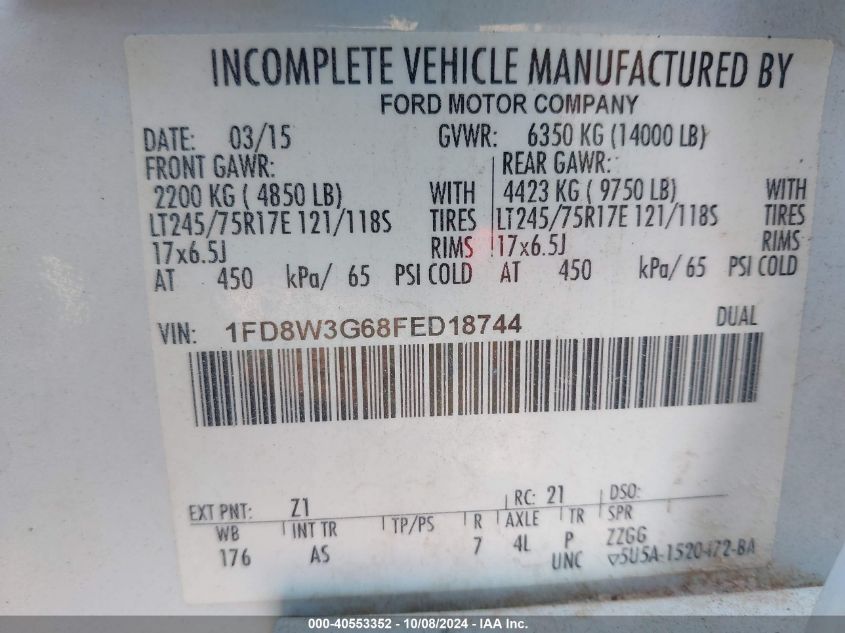 INCOMPLETE VEHICLE MANUFACTURED BY
FORD MOTOR COMPANY
DATE: 03/15 GVWR: 6350 KG (14000 LB)
FRONT GAWR: REAR GAWR:
2200 KG ( 4850 LB) WITH 4423 KG ( 9750 LB) WITH
LT245/75R17E 121/118S TIRES LT245/75R17E 121/118S TIRES
17x6.5J RIMS 17x6.5J RIMS
AT 450 kPa/ 65 PSI COLD AT 450 kPa/ 65 PSI COLD
VIN: 1FD8W3G68FED18744 DUAL
EXT PNT: Z1 RC: 21 DSO:
WB INT TR TP/PS R AXLE TR SPR
176 AS 7 4L P ZZGG
UNC ▽5U5A-1520472-BA
000-40553352 - 10/08/2024 - IAA Inc.